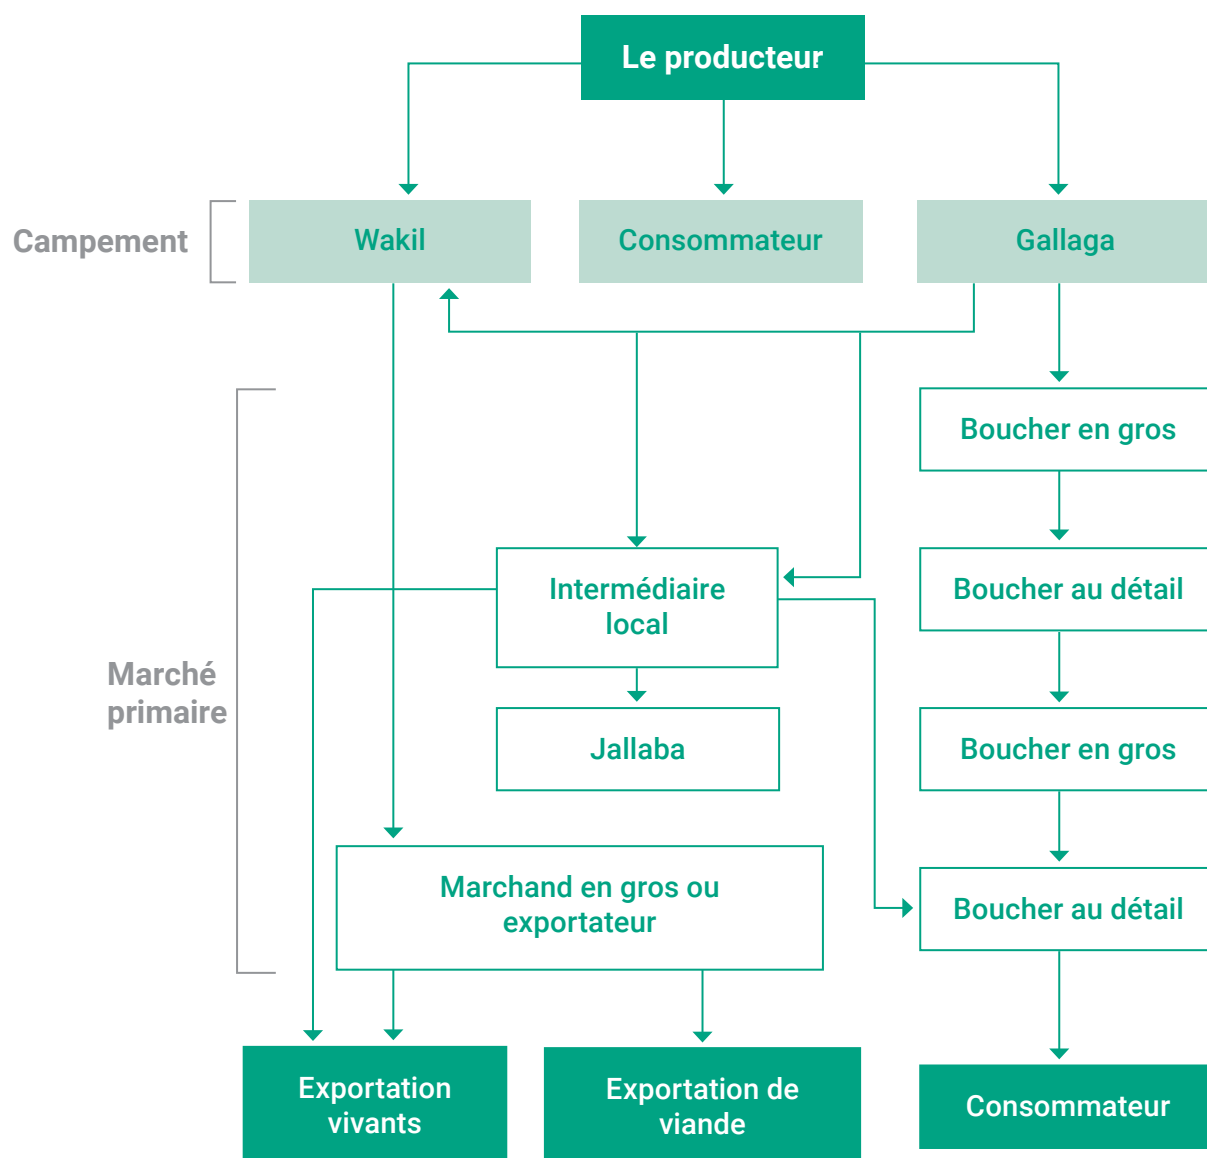 Le producteur
Campement
Wakil
Consommateur
Gallaga
Marché
primaire
Boucher en gros
Intermédiaire
local
Boucher au détail
Jallaba
Boucher en gros
Marchand en gros ou
exportateur
Boucher au détail
Exportation
vivants
Exportation de
viande
Consommateur